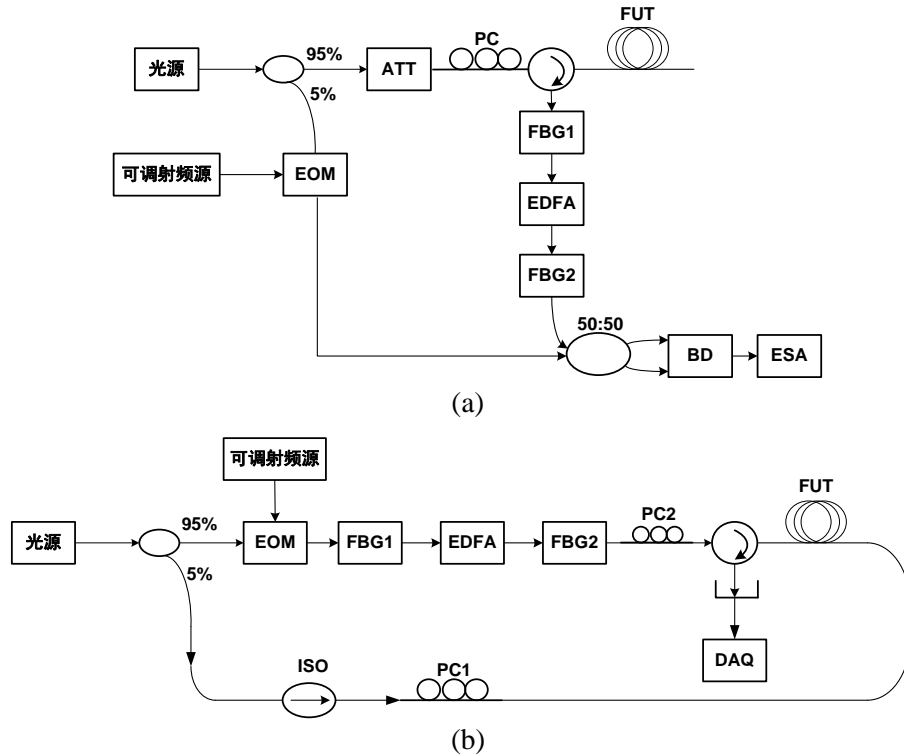 FUT
PC
95%
光源
ATT
5%
FBG1
可调射频源
EOM
EDFA
FBG2
50:50
BD
ESA
(a)
可调射频源
FUT
PC2
95%
光源
EOM
FBG1
EDFA
FBG2
5%
DAQ
ISO
PC1
(b)